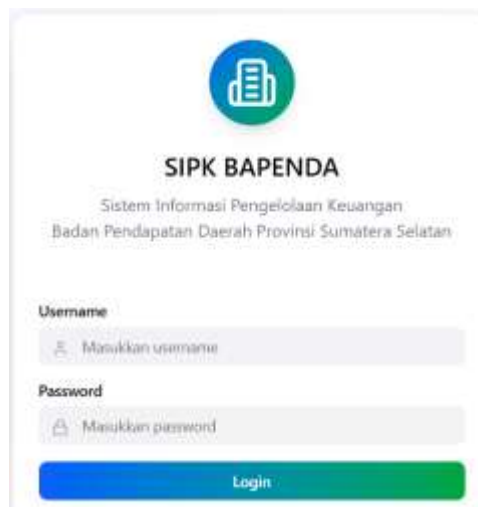 SIPK BAPENDA
Sistem Informasi Pengelolaan Keuangan
Badan Pendapatan Daerah Provinsi Sumatera Selatan
Username
Masukkan username
Password
Masukkan password
Login